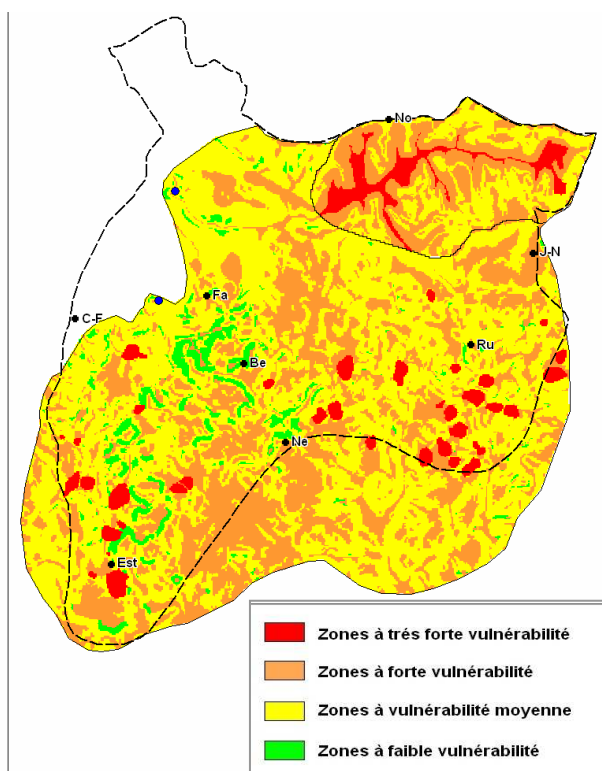 No
J-N
Fa
C-F
Ru
Be
Ne
Est
Zones à trés forte vulnérabilité
Zones à forte vulnérabilité
Zones à vulnérabilité moyenne
Zones à faible vulnérabilité